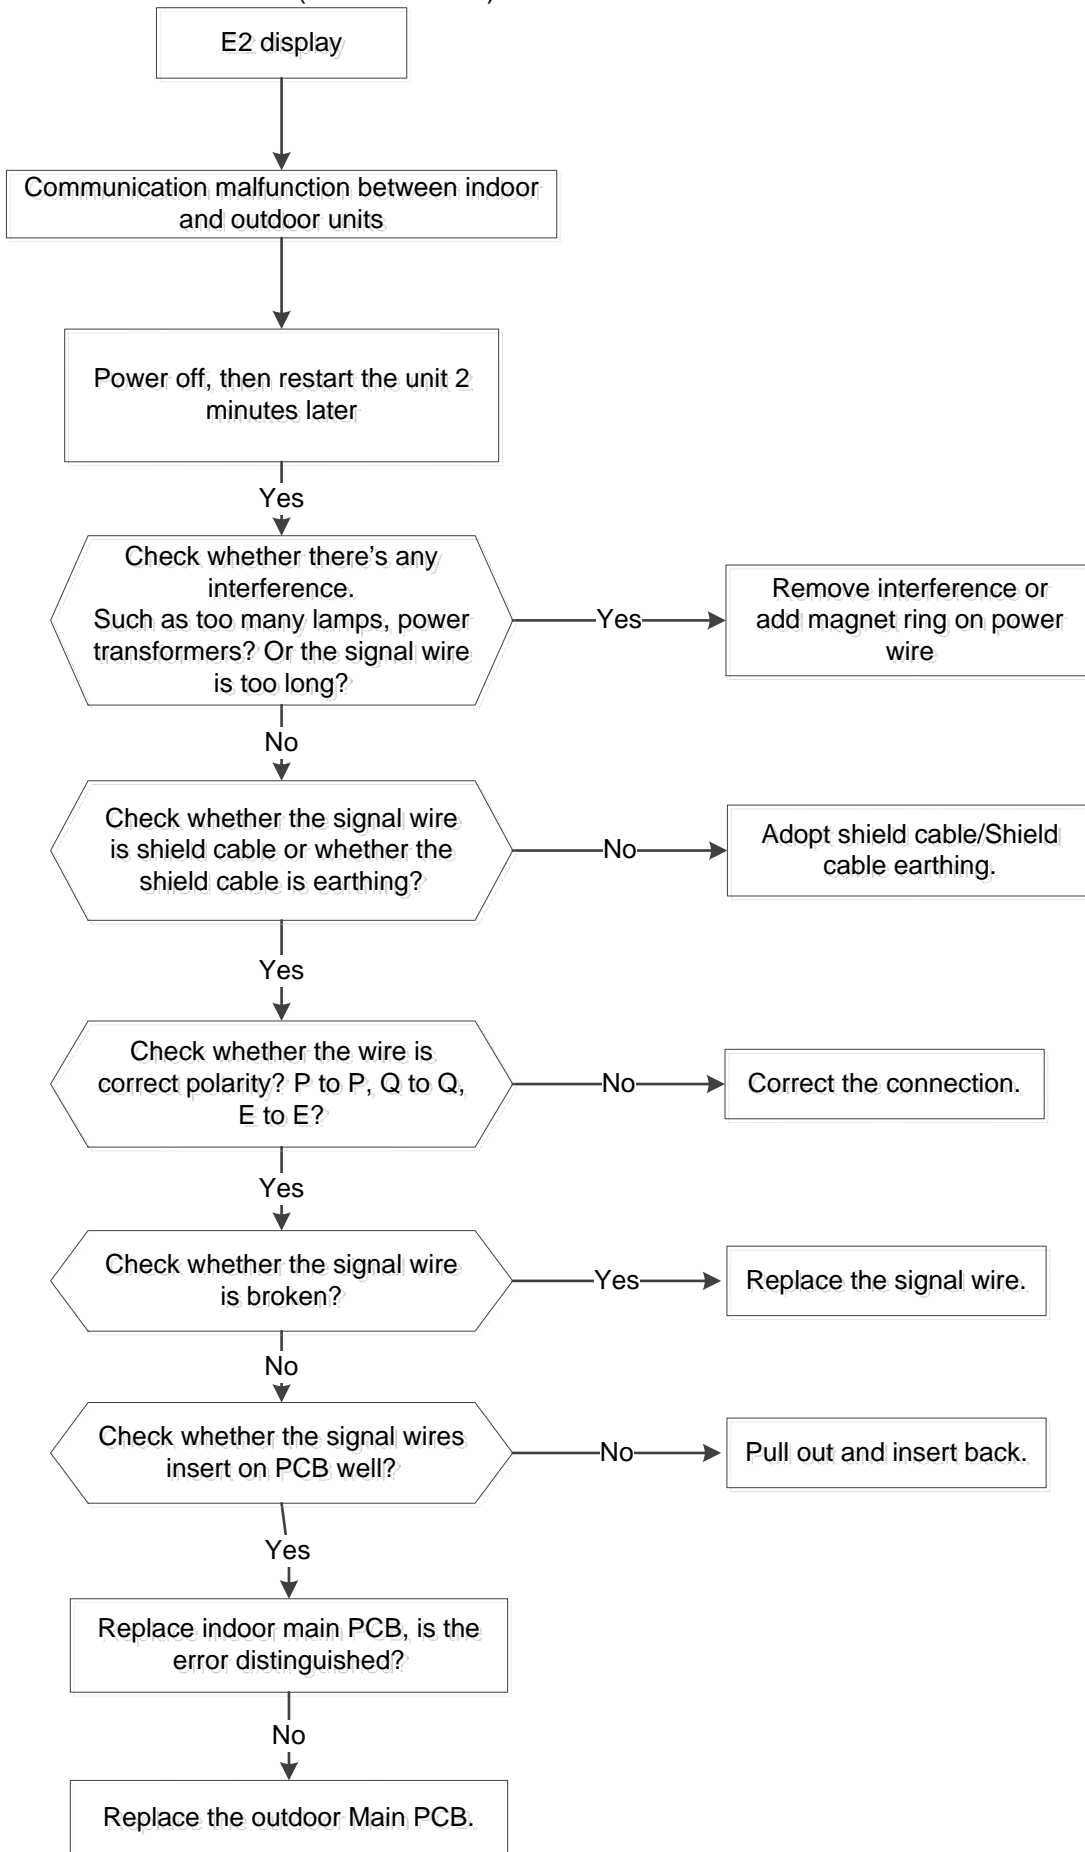 E2 display
Communication malfunction between indoor
and outdoor units
Power off, then restart the unit 2
minutes later
Yes
Check whether there's any
interference.
Such as too many lamps, power
transformers? Or the signal wire
is too long?
Yes
Remove interference or
add magnet ring on power
wire
No
Check whether the signal wire
is shield cable or whether the
shield cable is earthing?
No
Adopt shield cable/Shield
cable earthing.
Yes
Check whether the wire is
correct polarity? P to P, Q to Q,
E to E?
No
Correct the connection.
Yes
Check whether the signal wire
is broken?
Yes
Replace the signal wire.
No
Check whether the signal wires
insert on PCB well?
No
Pull out and insert back.
Yes
Replace indoor main PCB, is the
error distinguished?
No
Replace the outdoor Main PCB.